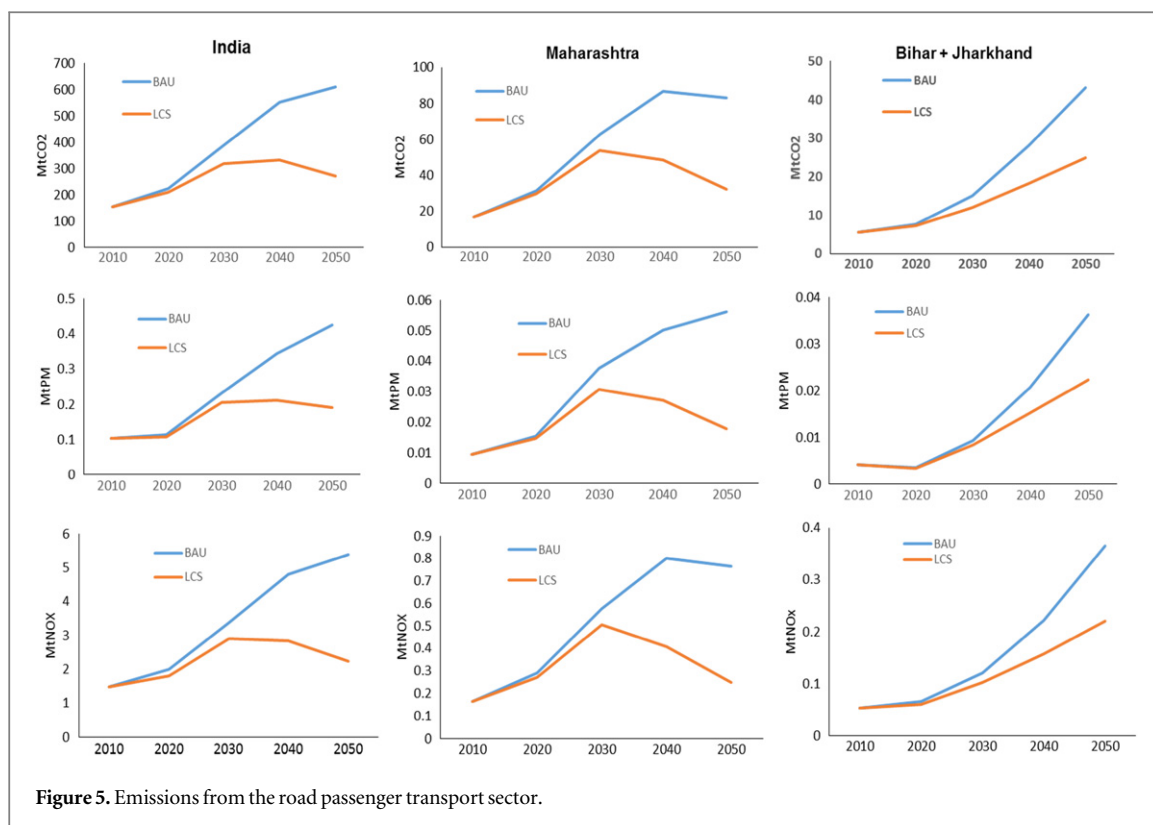 India
MtCO2
700
600
500
400
300
200
100
0
BAU
LCS
2010 2020 2030 2040 2050
Maharashtra
MtCO2
100
80
60
40
20
0
BAU
LCS
2010 2020 2030 2040 2050
Bihar + Jharkhand
MtCO2
50
40
30
20
10
0
BAU
LCS
2010 2020 2030 2040 2050
MtPM
0.5
0.4
0.3
0.2
0.1
0
BAU
LCS
2010 2020 2030 2040 2050
MtPM
0.06
0.05
0.04
0.03
0.02
0.01
0
BAU
LCS
2010 2020 2030 2040 2050
MtPM
0.04
0.03
0.02
0.01
0
BAU
LCS
2010 2020 2030 2040 2050
MtNOX
6
5
4
3
2
1
0
BAU
LCS
2010 2020 2030 2040 2050
MtNOX
0.9
0.8
0.7
0.6
0.5
0.4
0.3
0.2
0.1
0
BAU
LCS
2010 2020 2030 2040 2050
MtNOx
0.4
0.3
0.2
0.1
0
BAU
LCS
2010 2020 2030 2040 2050
Figure 5. Emissions from the road passenger transport sector.